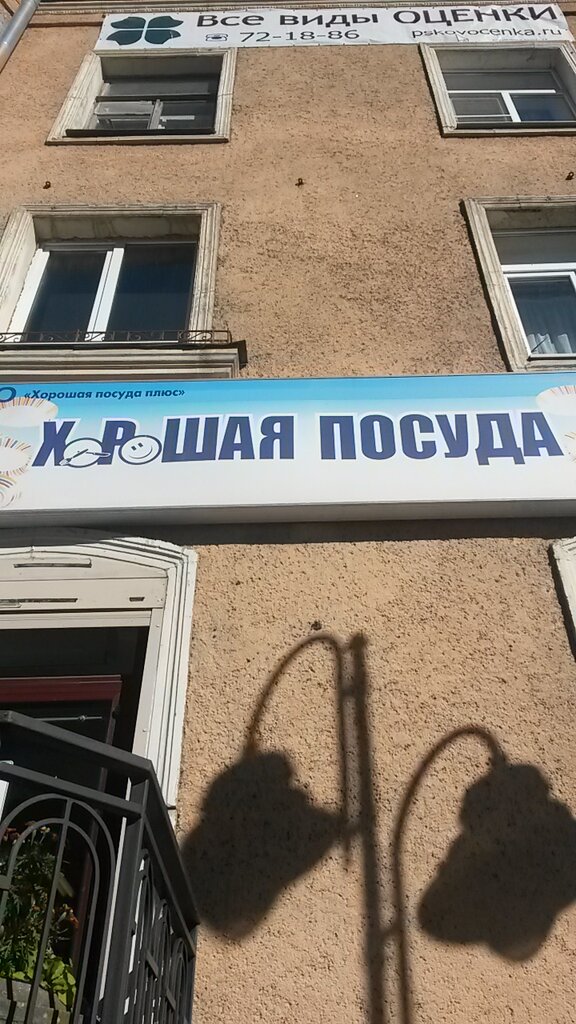 Все виды ОЦЕНКИ
72-18-86 pskovocenka.ru
«Хорошая посуда плюс»
ХОРОШАЯ ПОСУДА